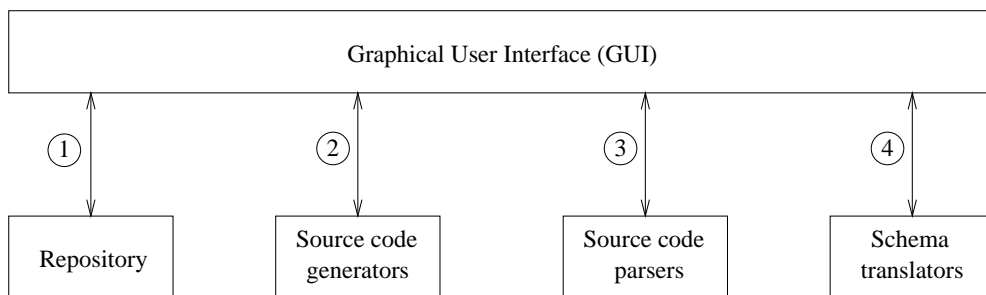 Graphical User Interface (GUI)
1
2
3
4
Repository
Source code
generators
Source code
parsers
Schema
translators